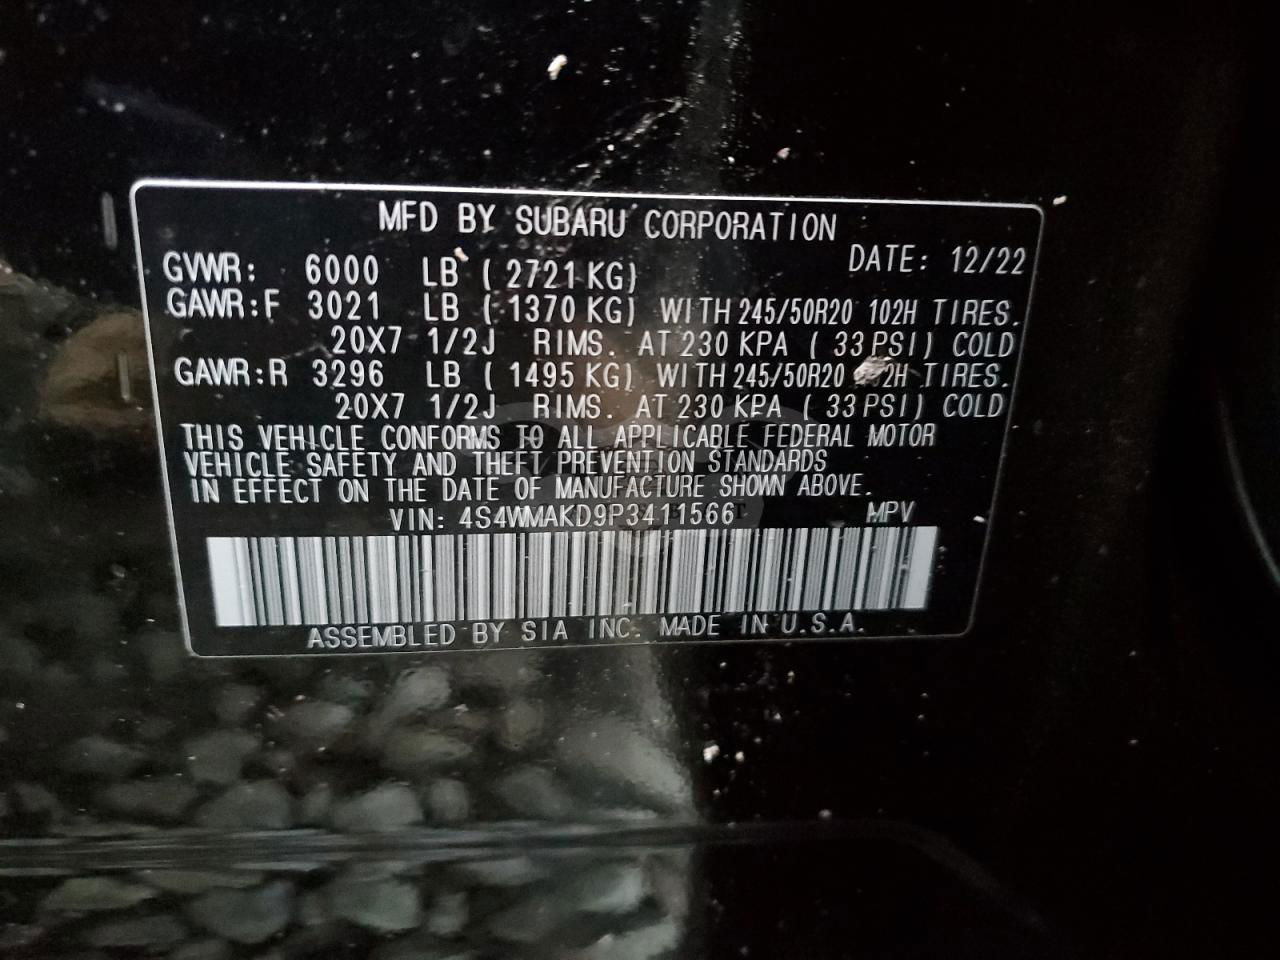 MFD BY SUBARU CORPORATION
DATE: 12/22
GVWR: 6000 LB ( 2721 KG)
GAWR:F 3021 LB ( 1370 KG) WITH 245/50R20 102H TIRES.
20X7 1/2J RIMS. AT 230 KPA ( 33 PSI) COLD
GAWR:R 3296 LB ( 1495 KG) WITH 245/50R20 TIRES.
20X7 1/2J RIMS. AT 230 KPA ( 33 PSI) COLD
THIS VEHICLE CONFORMS TO ALL APPLICABLE FEDERAL MOTOR
VEHICLE SAFETY AND THEFT PREVENTION STANDARDS
IN EFFECT ON THE DATE OF MANUFACTURE SHOWN ABOVE.
VIN: 4S4WMAKD9P3411566 MPV
ASSEMBLED BY SIA INC. MADE IN U.S.A.